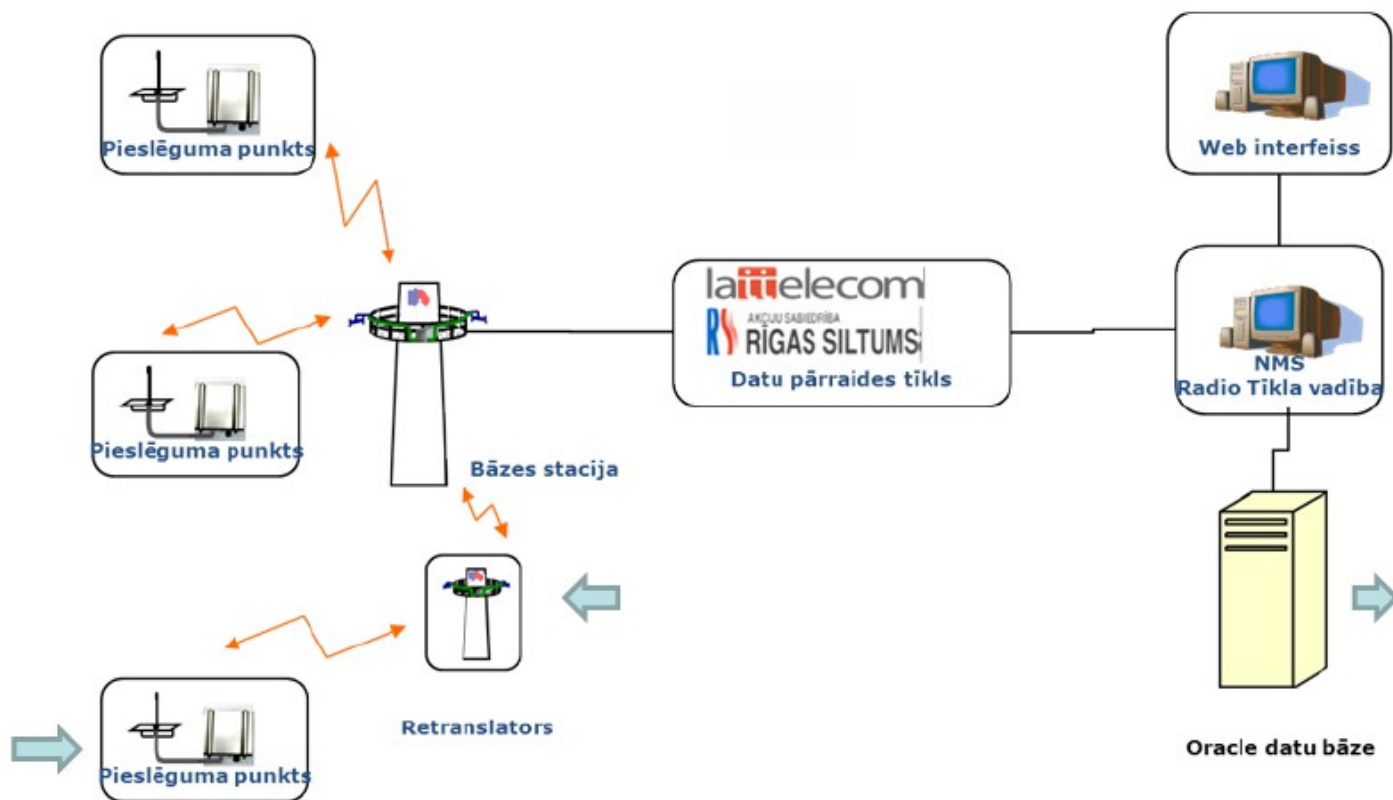 Pieslēguma punkts
Web interfeiss
lattelecom
AKCIJU SABIEDRĪBA
RS RĪGAS SILTUMS
Datu pārraides tīkls
NMS
Radio Tīkla vadība
Pieslēguma punkts
Bāzes stacija
Retranslators
Pieslēguma punkts
Oracle datu bāze